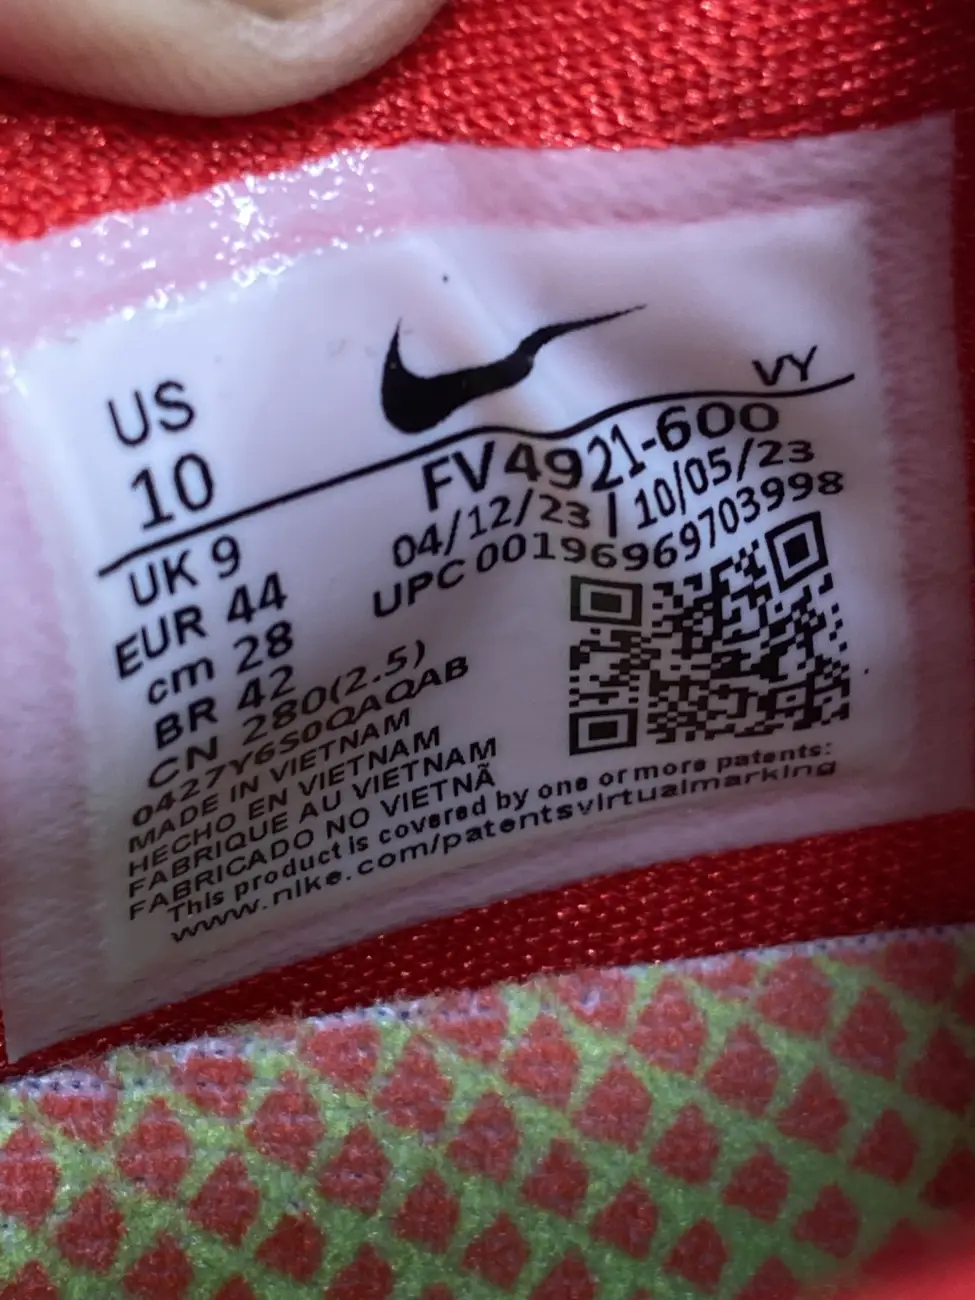 US
10
VY
FV4921-600
04/12/23 | 10/05/23
UPC 00196969703998
UK 9
EUR 44
cm 28
BR 42
CN 280(2.5)
0427Y6S0QAQAB
MADE IN VIETNAM
HECHO EN VIETNAM
FABRIQUE AU VIETNAM
FABRICADO NO VIETNÃ
This product is covered by one or more patents:
www.nike.com/patentsvirtualmarking